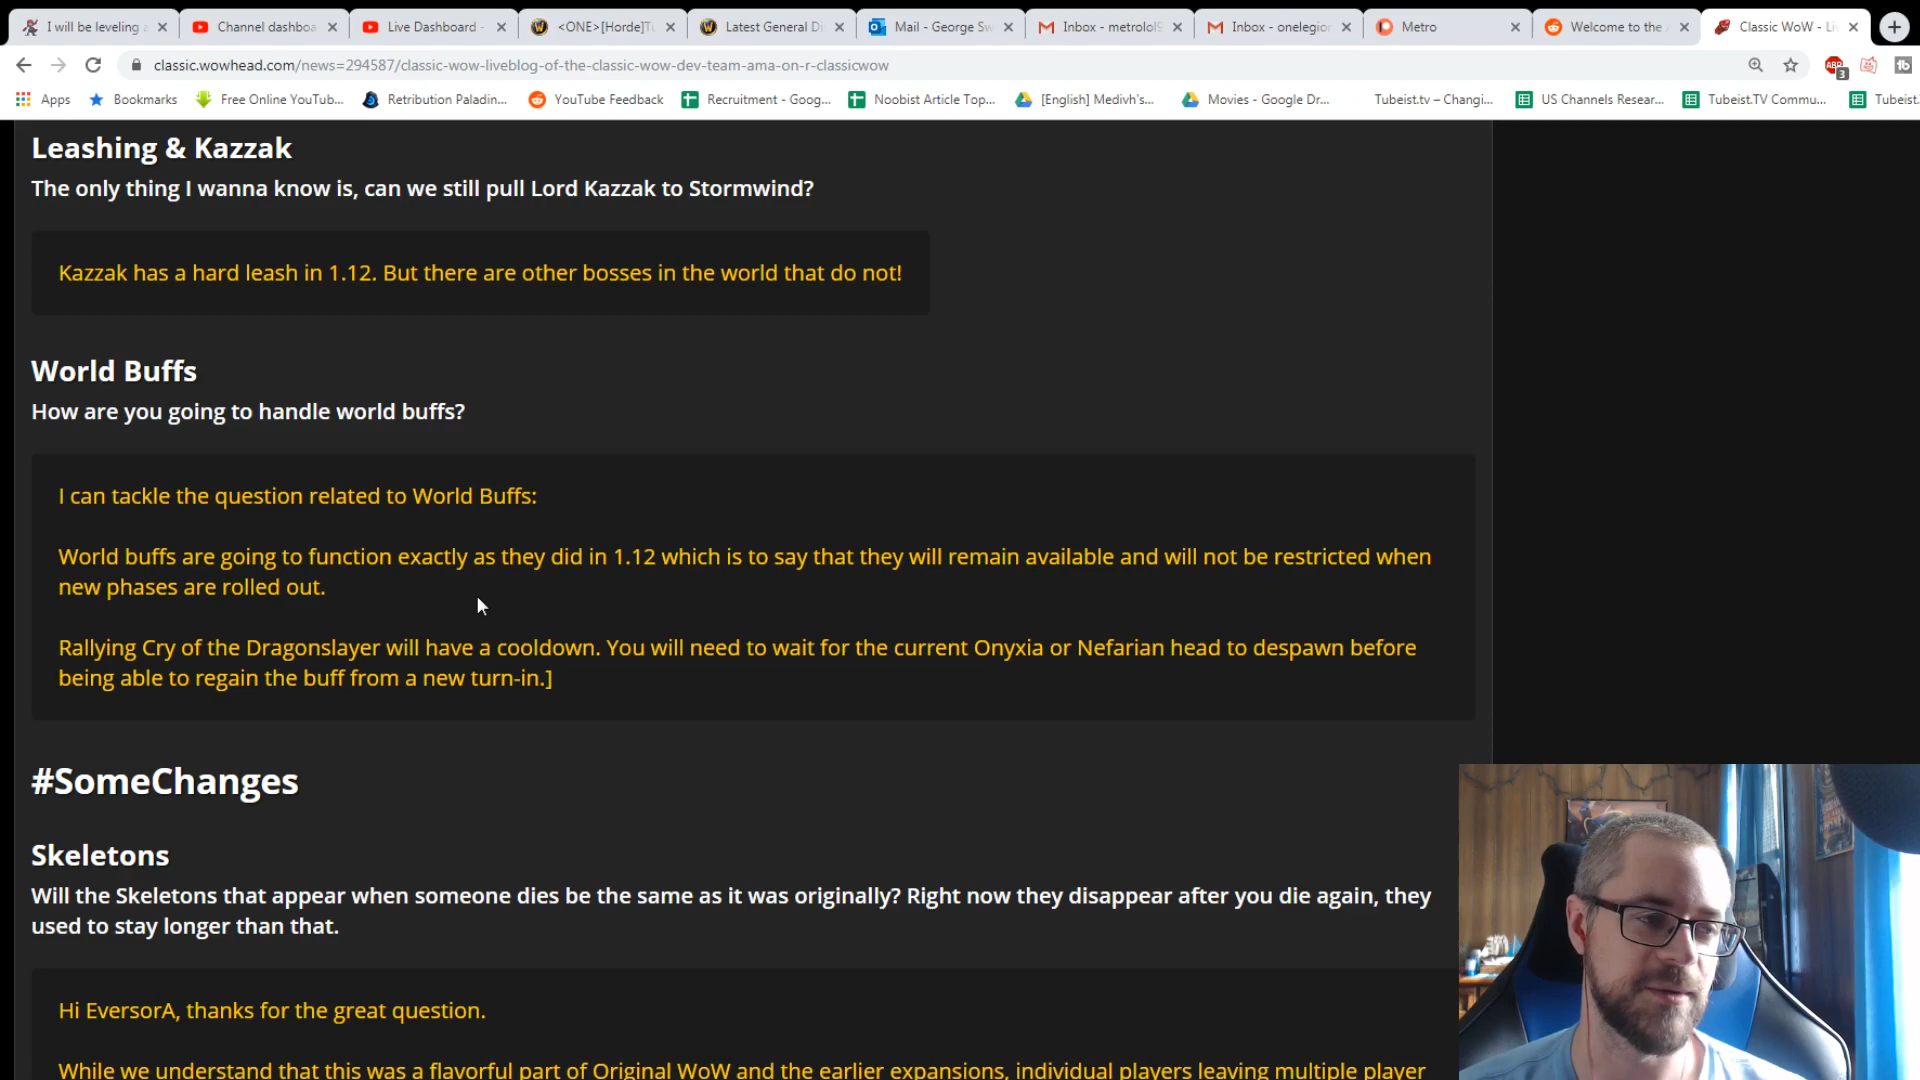 I will be leveling
Channel dashboa
Live Dashboard -
<ONE>[Horde]
Latest General Di
Mail - George Sw
Inbox - metrolol
Inbox - onelegion
Metro
Welcome to the
Classic WoW - Li
classic.wowhead.com/news=294587/classic-wow-liveblog-of-the-classic-wow-dev-team-ama-on-r-classicwow
ABP
3
tb
Apps
Bookmarks
Free Online YouTub...
Retribution Paladin...
YouTube Feedback
Recruitment - Goog...
Noobist Article Top...
[English] Medivh's...
Movies - Google Dr...
Tubeist.tv – Changi...
US Channels Resear...
Tubeist.TV Commu...
Tubeist.
Leashing & Kazzak
The only thing I wanna know is, can we still pull Lord Kazzak to Stormwind?
Kazzak has a hard leash in 1.12. But there are other bosses in the world that do not!
World Buffs
How are you going to handle world buffs?
I can tackle the question related to World Buffs:
World buffs are going to function exactly as they did in 1.12 which is to say that they will remain available and will not be restricted when
new phases are rolled out.
Rallying Cry of the Dragonslayer will have a cooldown. You will need to wait for the current Onyxia or Nefarian head to despawn before
being able to regain the buff from a new turn-in.]
#SomeChanges
Skeletons
Will the Skeletons that appear when someone dies be the same as it was originally? Right now they disappear after you die again, they
used to stay longer than that.
Hi EversorA, thanks for the great question.
While we understand that this was a flavorful part of Original WoW and the earlier expansions, individual players leaving multiple player